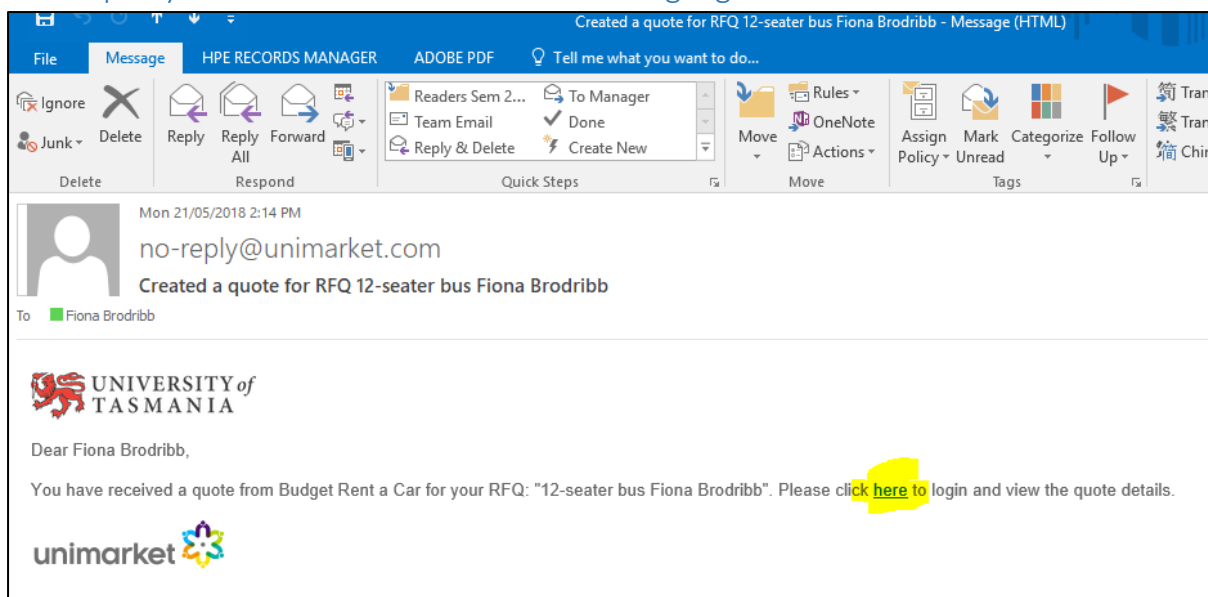 Created a quote for RFQ 12-seater bus Fiona Brodribb - Message (HTML)
File Message HPE RECORDS MANAGER ADOBE PDF Tell me what you want to do...
Ignore
Junk
Delete
Reply
Reply All
Forward
Readers Sem 2...
Team Email
Reply & Delete
To Manager
Done
Create New
Move
Rules
OneNote
Actions
Assign Policy
Mark Unread
Categorize
Follow Up
简 Tran
繁 Tran
简 Chin
Delete Respond Quick Steps Move Tags
Mon 21/05/2018 2:14 PM
no-reply@unimarket.com
Created a quote for RFQ 12-seater bus Fiona Brodribb
To Fiona Brodribb
UNIVERSITY of
TASMANIA
Dear Fiona Brodribb,
You have received a quote from Budget Rent a Car for your RFQ: "12-seater bus Fiona Brodribb". Please click here to login and view the quote details.
unimarket